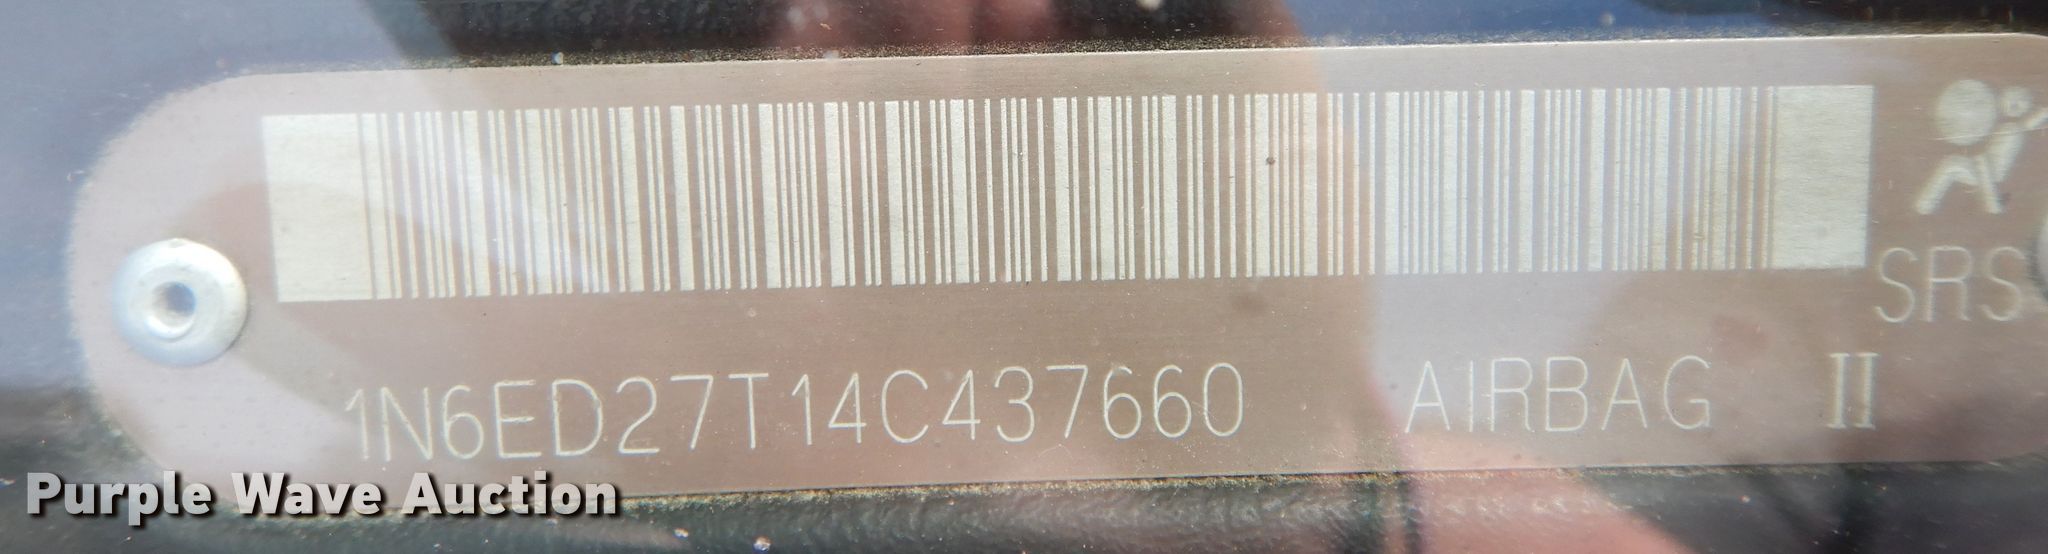 SRS
1N6ED27T14C437660 AIRBAG II
Purple Wave Auction